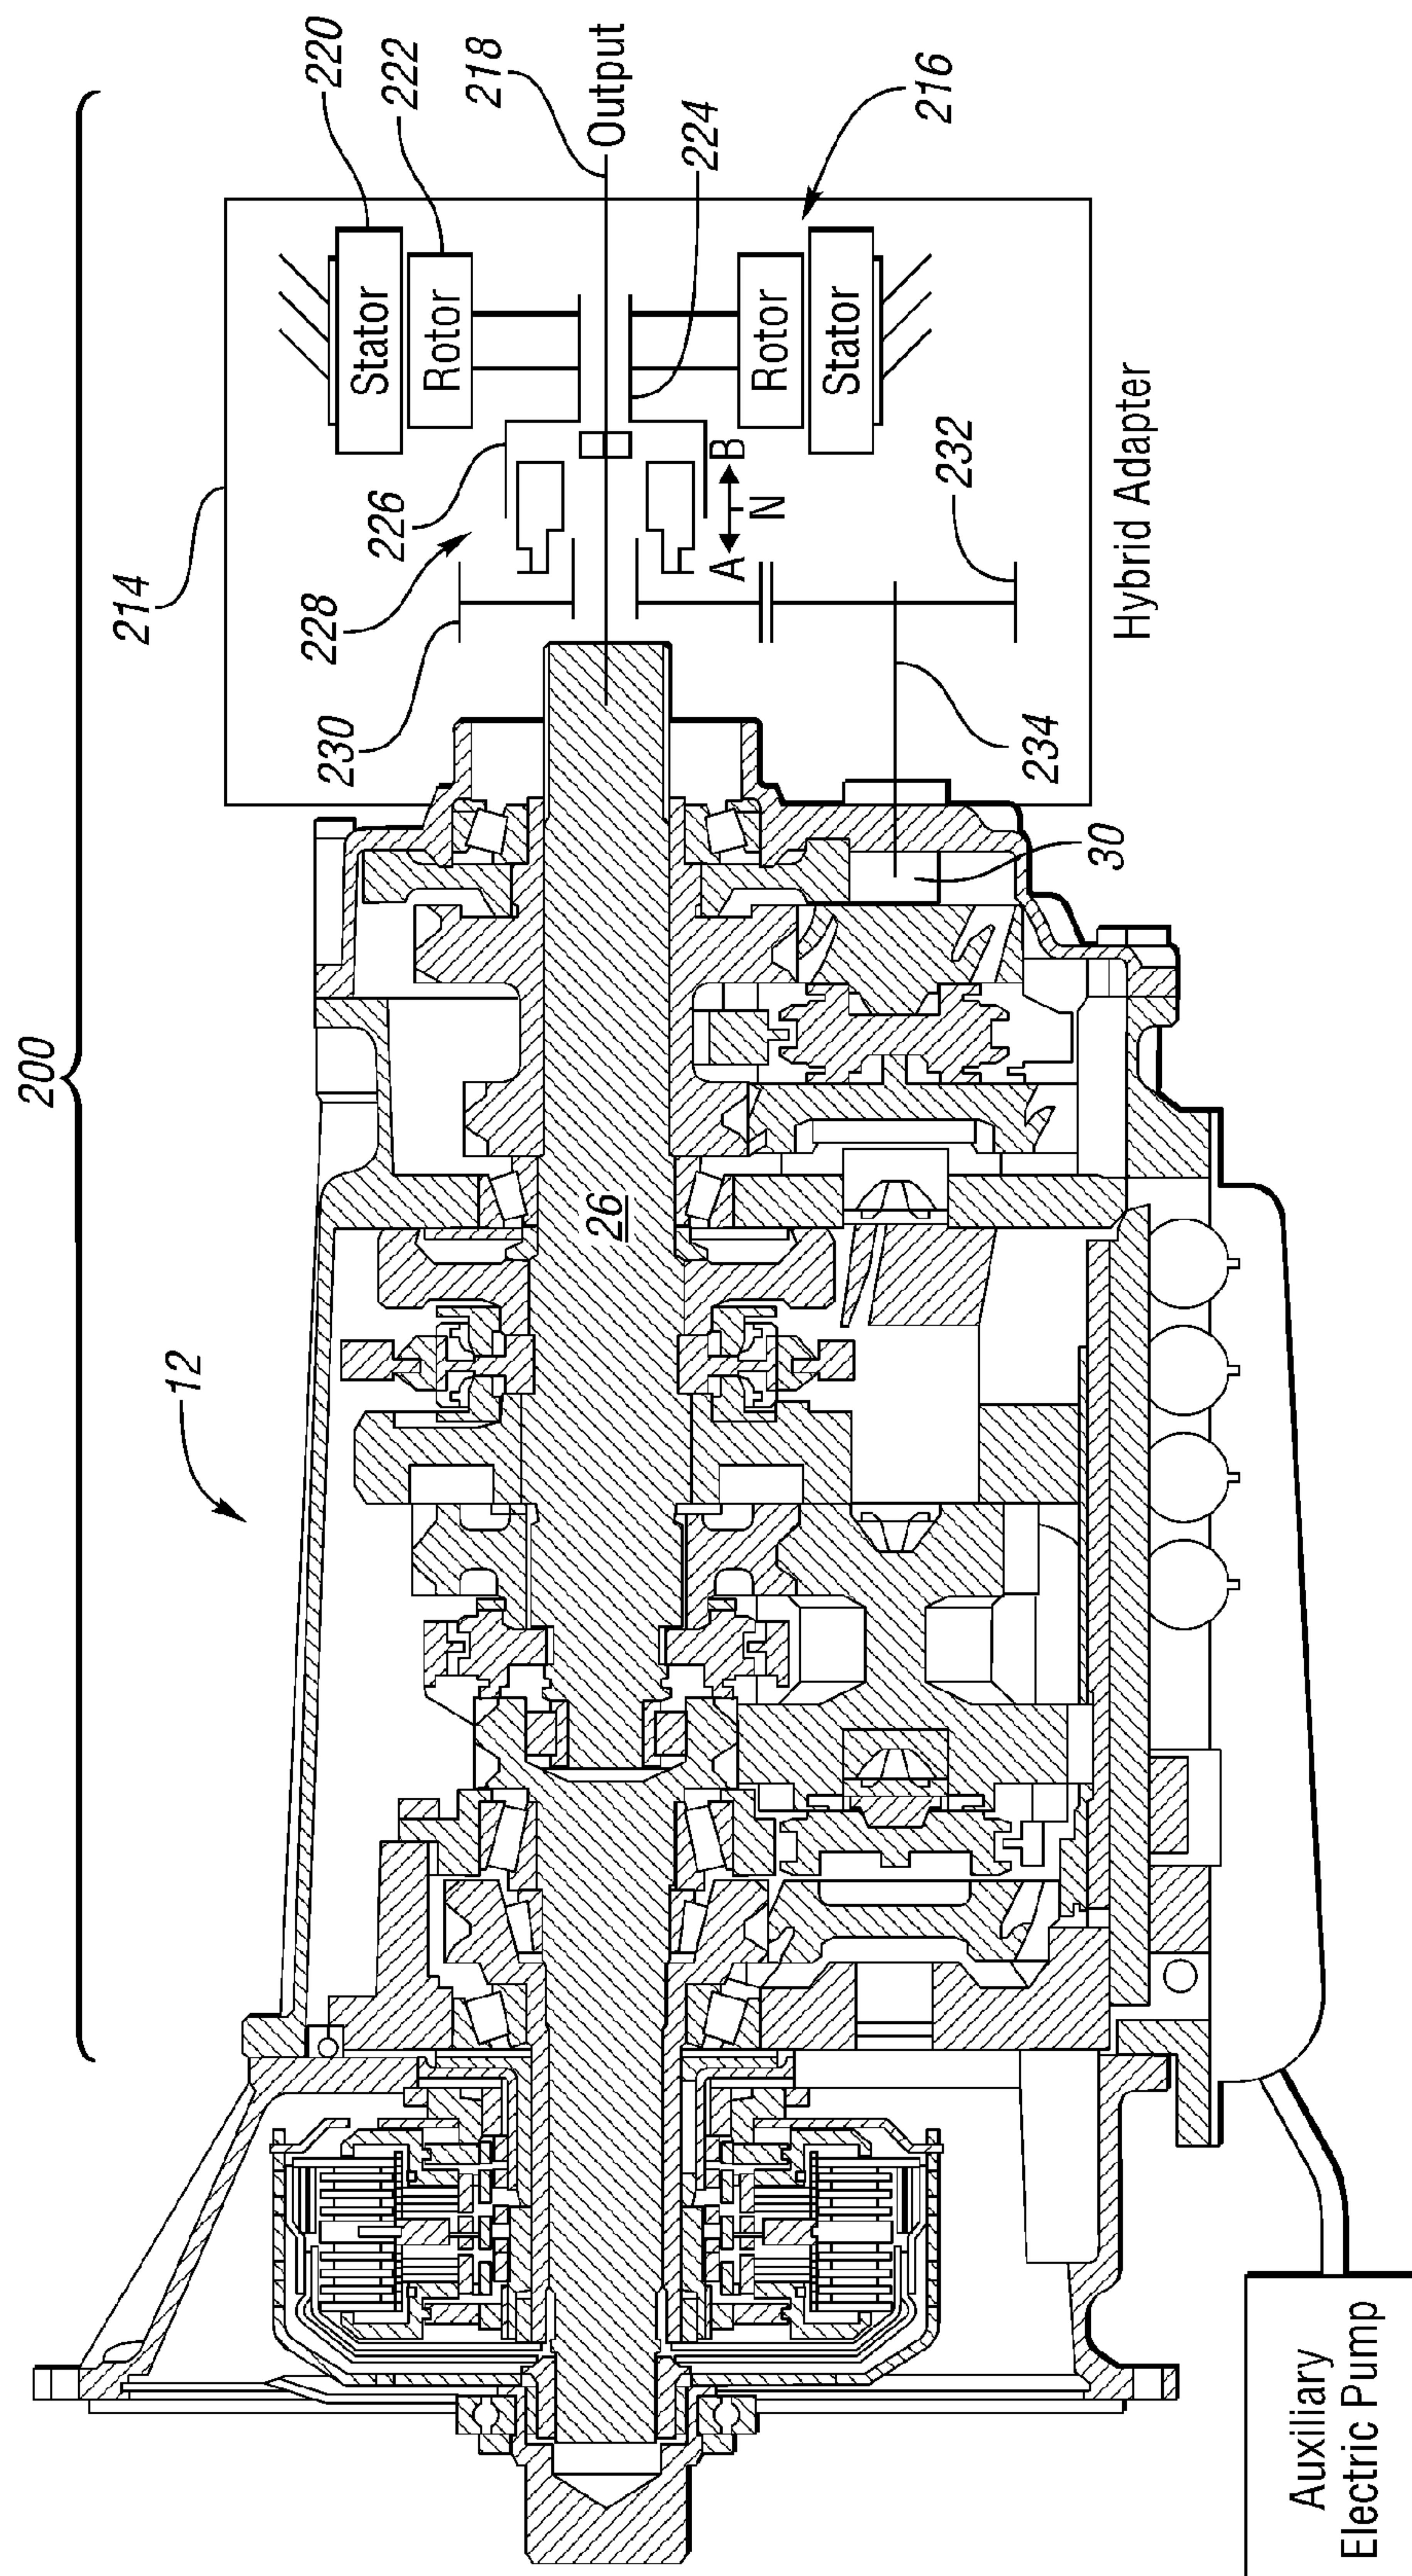 200
12
214
230
228
226
220
222
218
Output
224
216
Stator
Rotor
Rotor
Stator
A
N
B
232
234
30
26
Hybrid Adapter
Auxiliary
Electric Pump